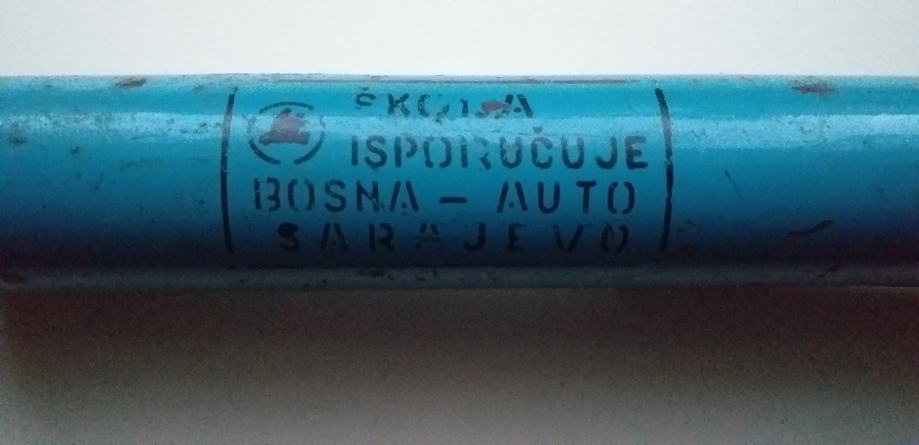 ŠKODA
ISPORUČUJE
BOSNA - AUTO
SARAJEVO